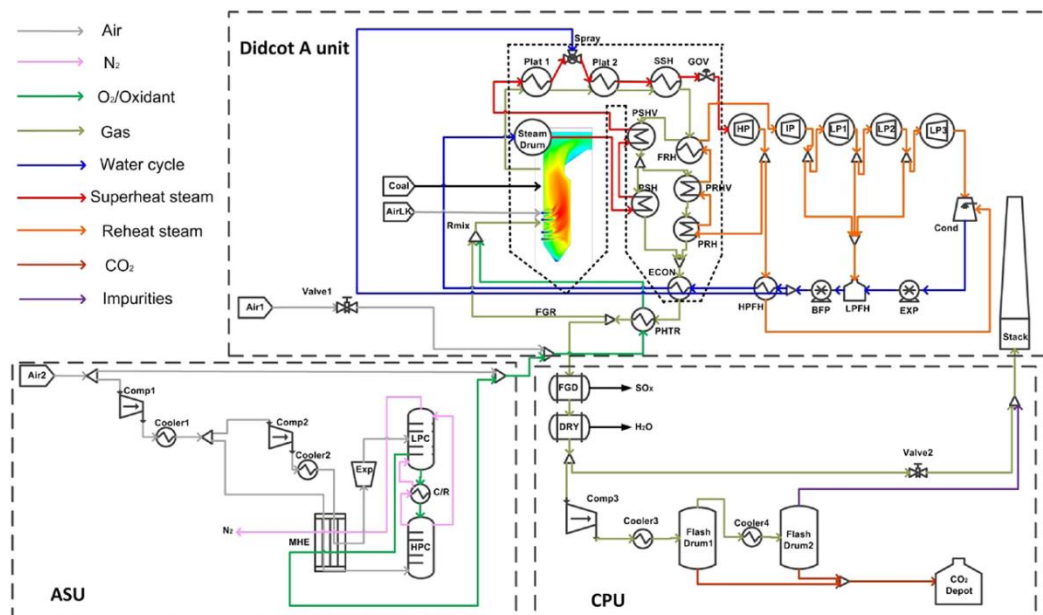 Air
N₂
O₂/Oxidant
Gas
Water cycle
Superheat steam
Reheat steam
CO₂
Impurities
Didcot A unit
Spray
Plat 1
Plat 2
SSH
GOV
PSHV
FRH
HP
IP
LP1
LP2
LP3
Steam
Drum
Coal
AirLK
Rmix
PSH
PRHV
PRH
Cond
ECON
HPFH
BFP
LPFH
EXP
Stack
Air1
Valve1
FGR
PHTR
Air2
Comp1
Cooler1
Comp2
Cooler2
Exp
LPC
C/R
HPC
N₂
MHE
ASU
FGD
SOx
DRY
H₂O
Valve2
Comp3
Cooler3
Flash
Drum1
Cooler4
Flash
Drum2
CO₂
Depot
CPU